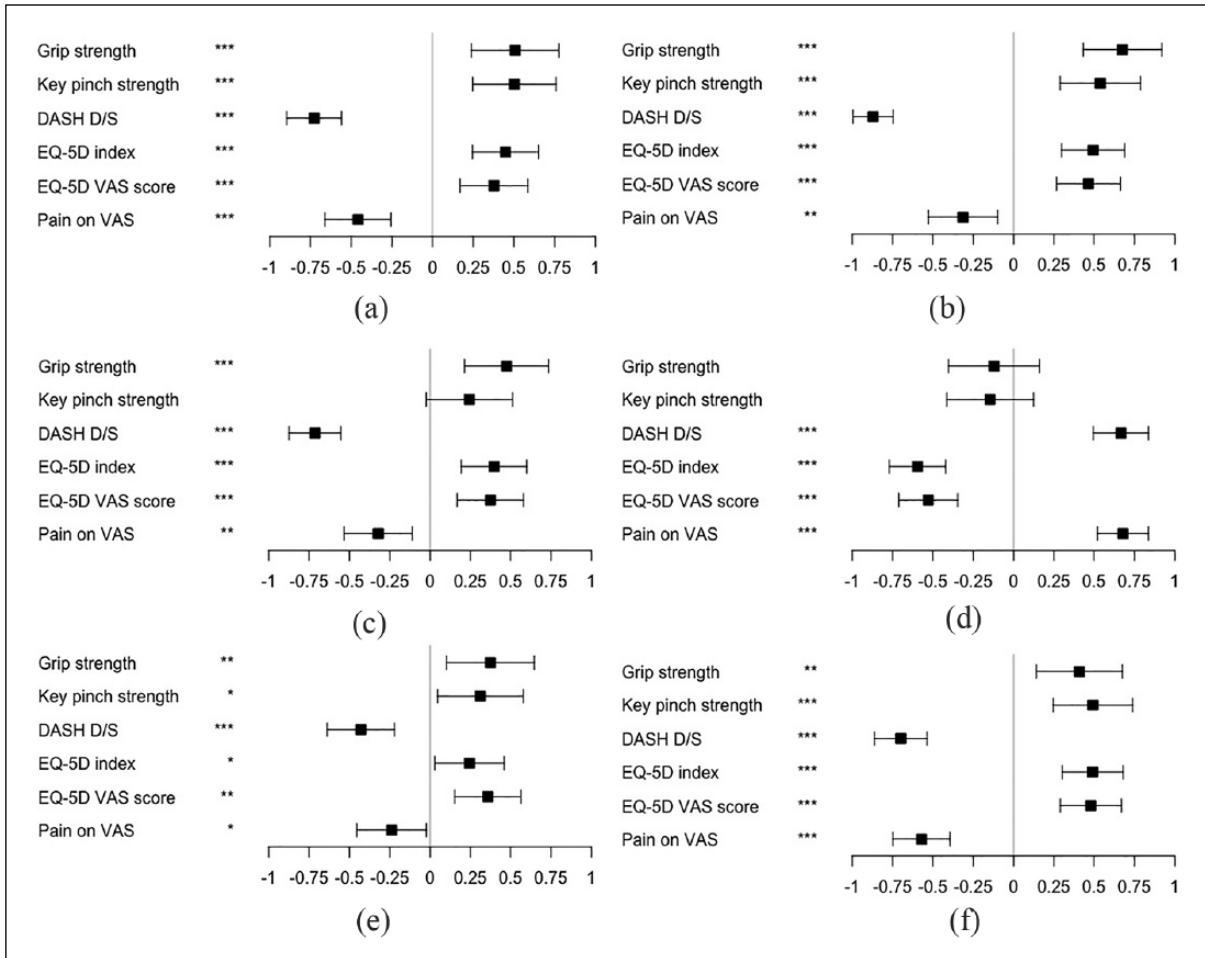 Grip strength ***
Key pinch strength ***
DASH D/S ***
EQ-5D index ***
EQ-5D VAS score ***
Pain on VAS ***
-1 -0.75 -0.5 -0.25 0 0.25 0.5 0.75 1
(a)
Grip strength ***
Key pinch strength ***
DASH D/S ***
EQ-5D index ***
EQ-5D VAS score ***
Pain on VAS **
-1 -0.75 -0.5 -0.25 0 0.25 0.5 0.75 1
(b)
Grip strength ***
Key pinch strength
DASH D/S ***
EQ-5D index ***
EQ-5D VAS score ***
Pain on VAS **
-1 -0.75 -0.5 -0.25 0 0.25 0.5 0.75 1
(c)
Grip strength
Key pinch strength
DASH D/S ***
EQ-5D index ***
EQ-5D VAS score ***
Pain on VAS ***
-1 -0.75 -0.5 -0.25 0 0.25 0.5 0.75 1
(d)
Grip strength **
Key pinch strength *
DASH D/S ***
EQ-5D index *
EQ-5D VAS score **
Pain on VAS *
-1 -0.75 -0.5 -0.25 0 0.25 0.5 0.75 1
(e)
Grip strength **
Key pinch strength ***
DASH D/S ***
EQ-5D index ***
EQ-5D VAS score ***
Pain on VAS ***
-1 -0.75 -0.5 -0.25 0 0.25 0.5 0.75 1
(f)